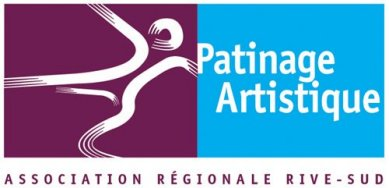 Patinage
Artistique
ASSOCIATION RÉGIONALE RIVE-SUD